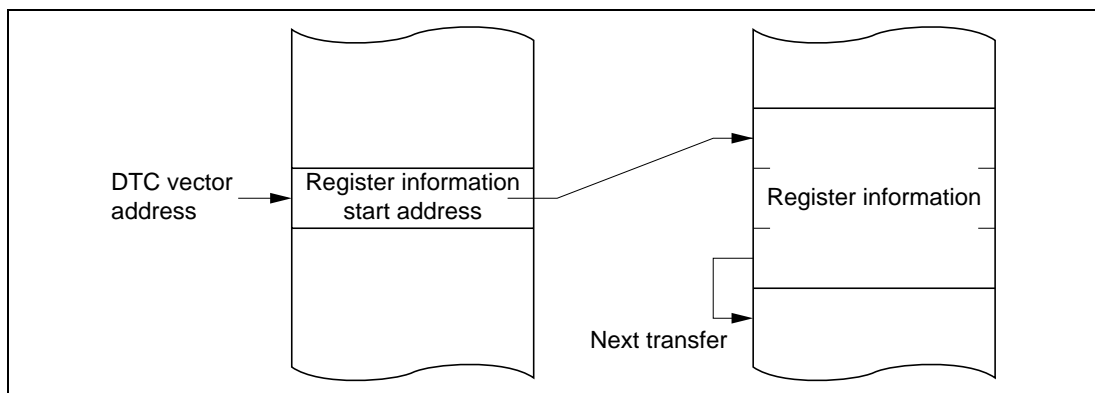 DTC vector
address
Register information
start address
Register information
Next transfer